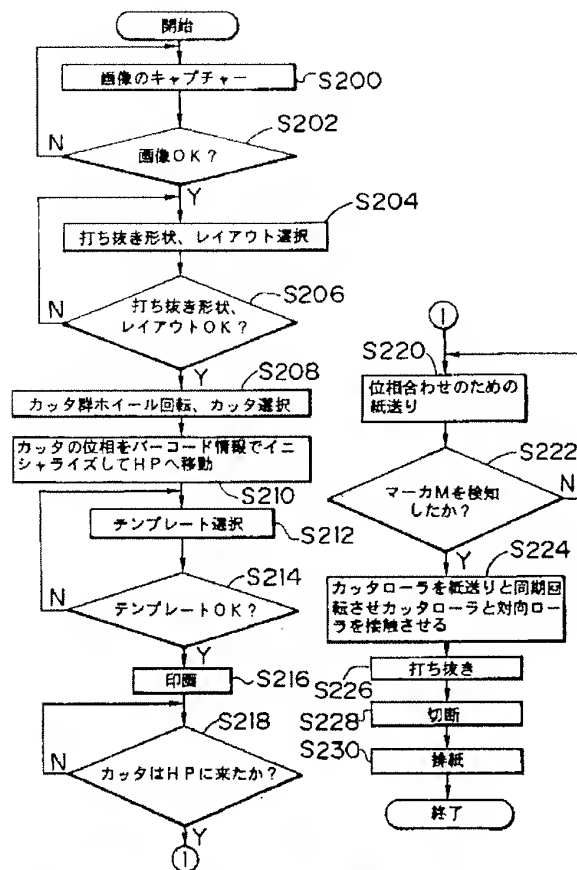 開始
画像のキャプチャー
S200
S202
N
画像OK？
Y
S204
打ち抜き形状、レイアウト選択
S206
打ち抜き形状、
レイアウトOK？
N
Y
S208
カッタ群ホイール回転、カッタ選択
カッタの位相をバーコード情報でイニ
シャライズしてHPへ移動
S210
テンプレート選択
S212
S214
N
テンプレートOK？
Y
印画
S216
S218
N
カッタはHPに来たか？
Y
1
1
S220
位相合わせのための
紙送り
S222
マーカMを検知
したか？
N
Y
S224
カッタローラを紙送りと同期回
転させカッタローラと対向ロー
ラを接触させる
打ち抜き
S226
切断
S228
S230
排紙
終了